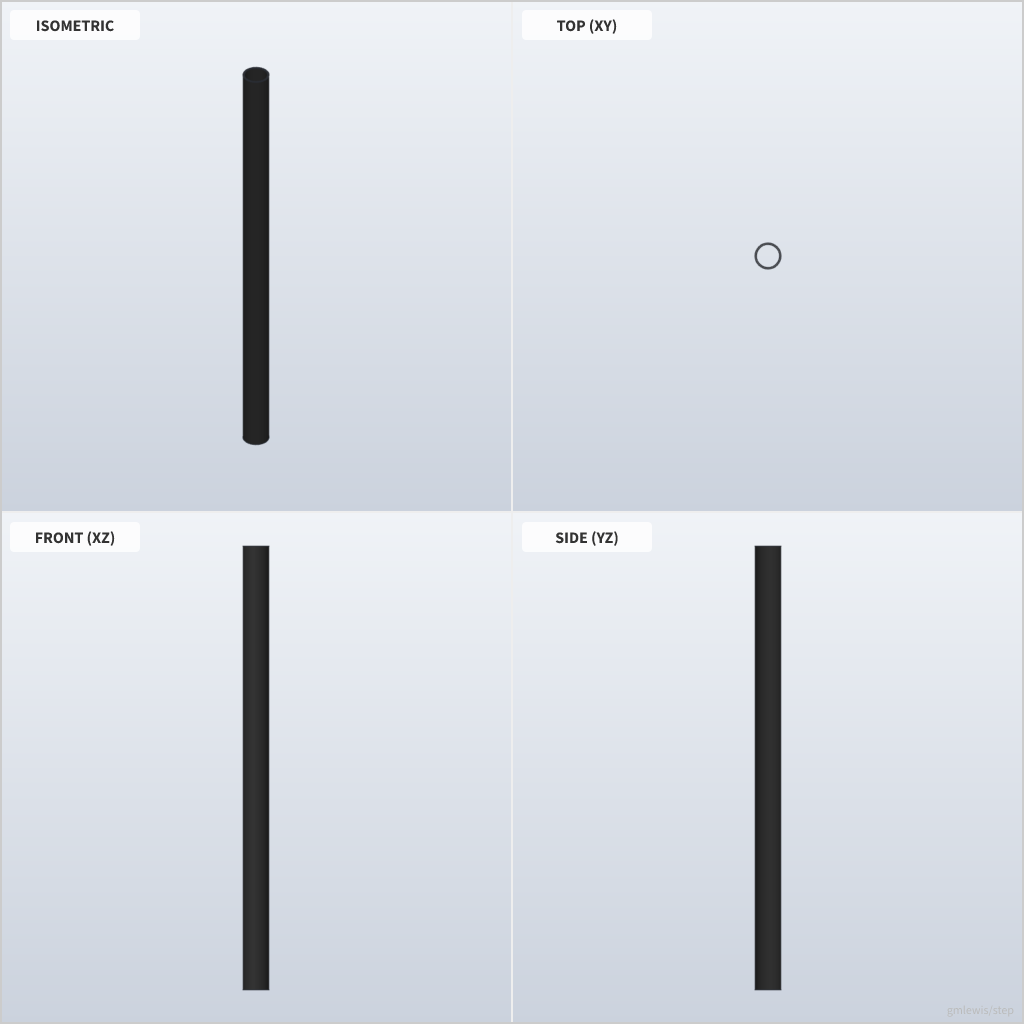 ISOMETRIC
TOP (XY)
FRONT (XZ)
SIDE (YZ)
gmlewis/step